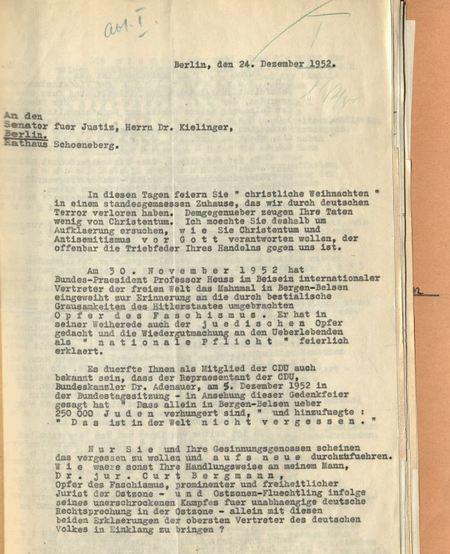 Abt. I.
Berlin, den 24. Dezember 1952.
An den
Senator fuer Justiz, Herrn Dr. Kielinger,
Berlin.
Rathaus Schoeneberg.
In diesen Tagen feiern Sie " christliche Weihnachten "
in einem standesgemaessen Zuhause, das wir durch deutschen
Terror verloren haben. Demgegenueber zeugen Ihre Taten
wenig von Christentum. Ich moechte Sie deshalb um
Aufklaerung ersuchen, w i e Sie Christentum und
Antisemitismus v o r G o t t verantworten wollen, der
offenbar die Triebfeder Ihres Handelns gegen uns ist.
Am 3 0. N o v e m b e r 1 9 5 2 hat
Bundes-Praesident Professor Heuss im Beisein internationaler
Vertreter der freien Welt das Mahnmal in Bergen-Belsen
eingeweiht zur Erinnerung an die durch bestialische
Grausamkeiten des Hitlerstaates umgebrachten
O p f e r d e s F a s c h i s m u s . Er hat in
seiner Weiherede auch der j u e d i s c h e n Opfer
gedacht und die Wiedergutmachung an den Ueberlebenden
als " n a t i o n a l e P f l i c h t " feierlich
erklaert.
Es duerfte Ihnen als Mitglied der CDU auch
bekannt sein, dass der Repraesentant der CDU,
Bundeskanzler Dr. Adenauer, am 5. Dezember 1952 in
der Bundestagssitzung - in Ansehung dieser Gedenkfeier
gesagt hat " Dass allein in Bergen-Belsen ueber
250 000 J u d e n verhungert sind, " und hinzufuegte :
" D a s ist in der Welt n i c h t v e r g e s s e n . "
N u r S i e und Ihre Gesinnungsgenossen scheinen
das vergessen zu wollen und a u f s n e u e durchzufuehren.
W i e waere sonst Ihre Handlungsweise an meinem Mann,
D r . j u r . C u r t B e r g m a n n ,
Opfer des Faschismus, prominenter und freiheitlicher
Jurist der Ostzone - u n d Ostzonen-Fluechtling infolge
seines unerschrockenen Kampfes fuer unabhaengige deutsche
Rechtsprechung in der Ostzone - allein mit diesen
beiden Erklaerungen der obersten Vertreter des deutschen
Volkes in Einklang zu bringen ?